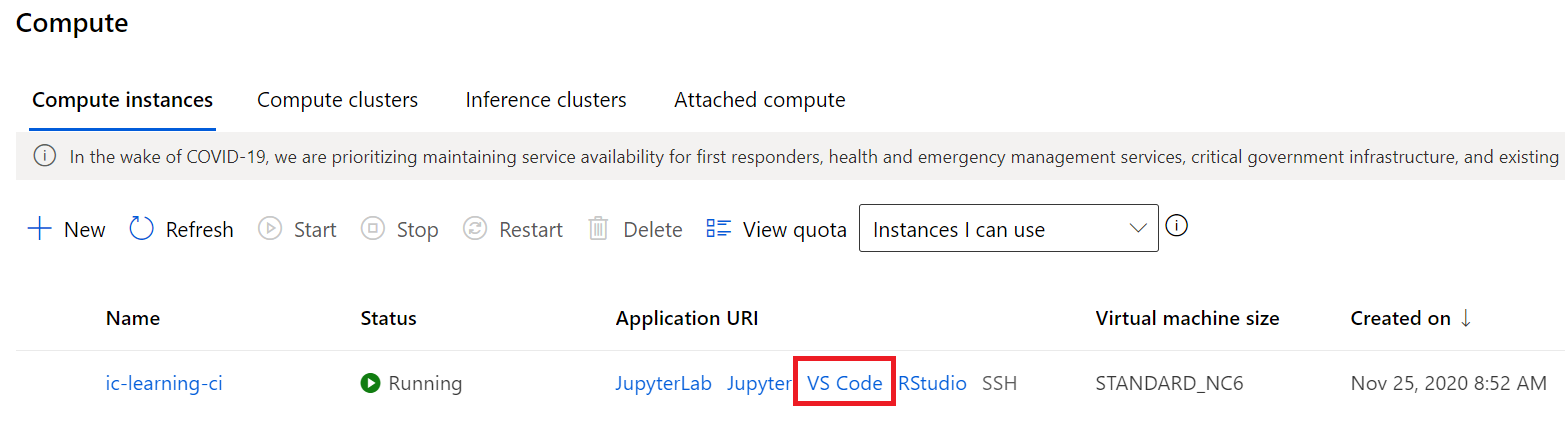 Compute
Compute instances Compute clusters Inference clusters Attached compute
In the wake of COVID-19, we are prioritizing maintaining service availability for first responders, health and emergency management services, critical government infrastructure, and existing
New Refresh Start Stop Restart Delete View quota Instances I can use
Name Status Application URI Virtual machine size Created on ↓
ic-learning-ci Running JupyterLab Jupyter VS Code RStudio SSH STANDARD_NC6 Nov 25, 2020 8:52 AM